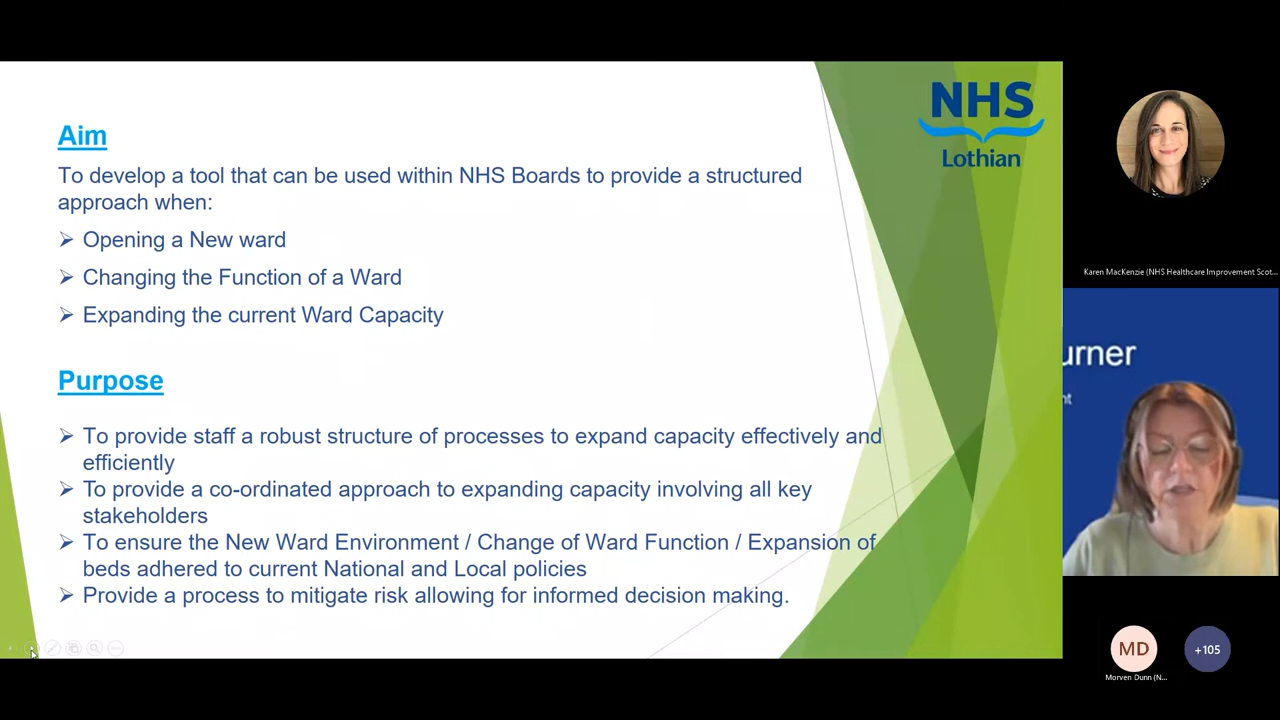 Aim
To develop a tool that can be used within NHS Boards to provide a structured
approach when:
➢ Opening a New ward
➢ Changing the Function of a Ward
➢ Expanding the current Ward Capacity
Purpose
➢ To provide staff a robust structure of processes to expand capacity effectively and
efficiently
➢ To provide a co-ordinated approach to expanding capacity involving all key
stakeholders
➢ To ensure the New Ward Environment / Change of Ward Function / Expansion of
beds adhered to current National and Local policies
➢ Provide a process to mitigate risk allowing for informed decision making.
NHS
Lothian
Karen MacKenzie (NHS Healthcare Improvement Scot...
urner
nt
MD
+105
Morven Dunn (N...